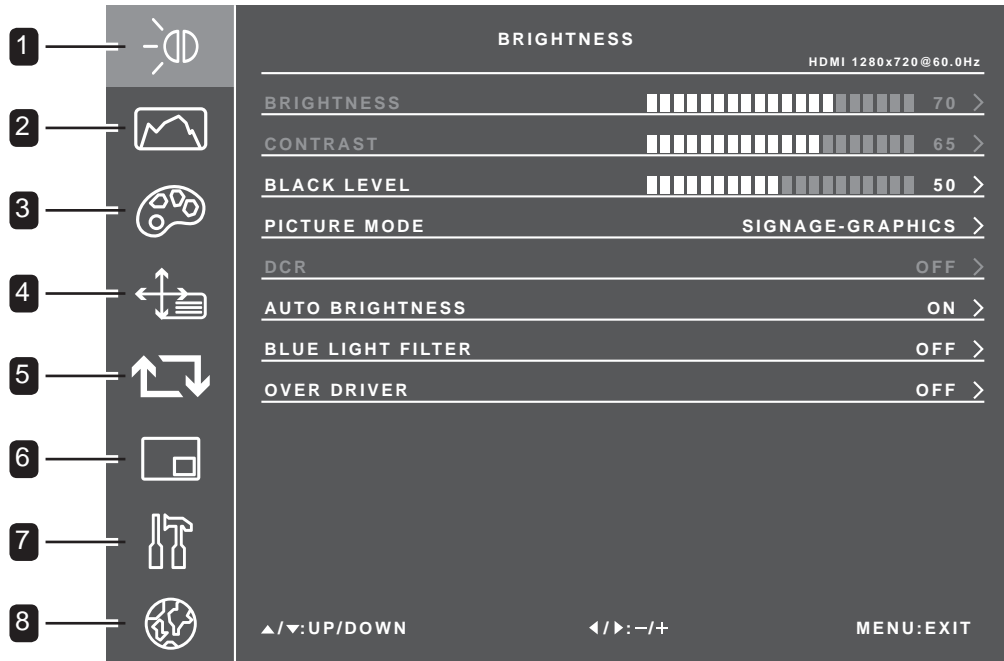 BRIGHTNESS
HDMI 1280x720@60.0Hz
1
BRIGHTNESS 70 >
2
CONTRAST 65 >
BLACK LEVEL 50 >
3
PICTURE MODE SIGNAGE-GRAPHICS >
DCR OFF >
4
AUTO BRIGHTNESS ON >
BLUE LIGHT FILTER OFF >
5
OVER DRIVER OFF >
6
7
8
▲/▼:UP/DOWN ◀/▶:−/+ MENU:EXIT